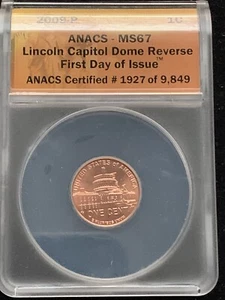 2009-P 1C
ANACS - MS67
Lincoln Capitol Dome Reverse
First Day of Issue™
ANACS Certified # 1927 of 9,849
UNITED STATES OF AMERICA
ONE CENT